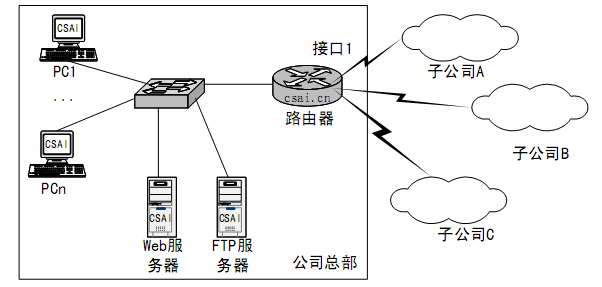 CSAI
PC1
...
CSAI
PCn
接口1
csai.cn
路由器
子公司A
子公司B
子公司C
CSAI
Web服
务器
CSAI
FTP服
务器
公司总部